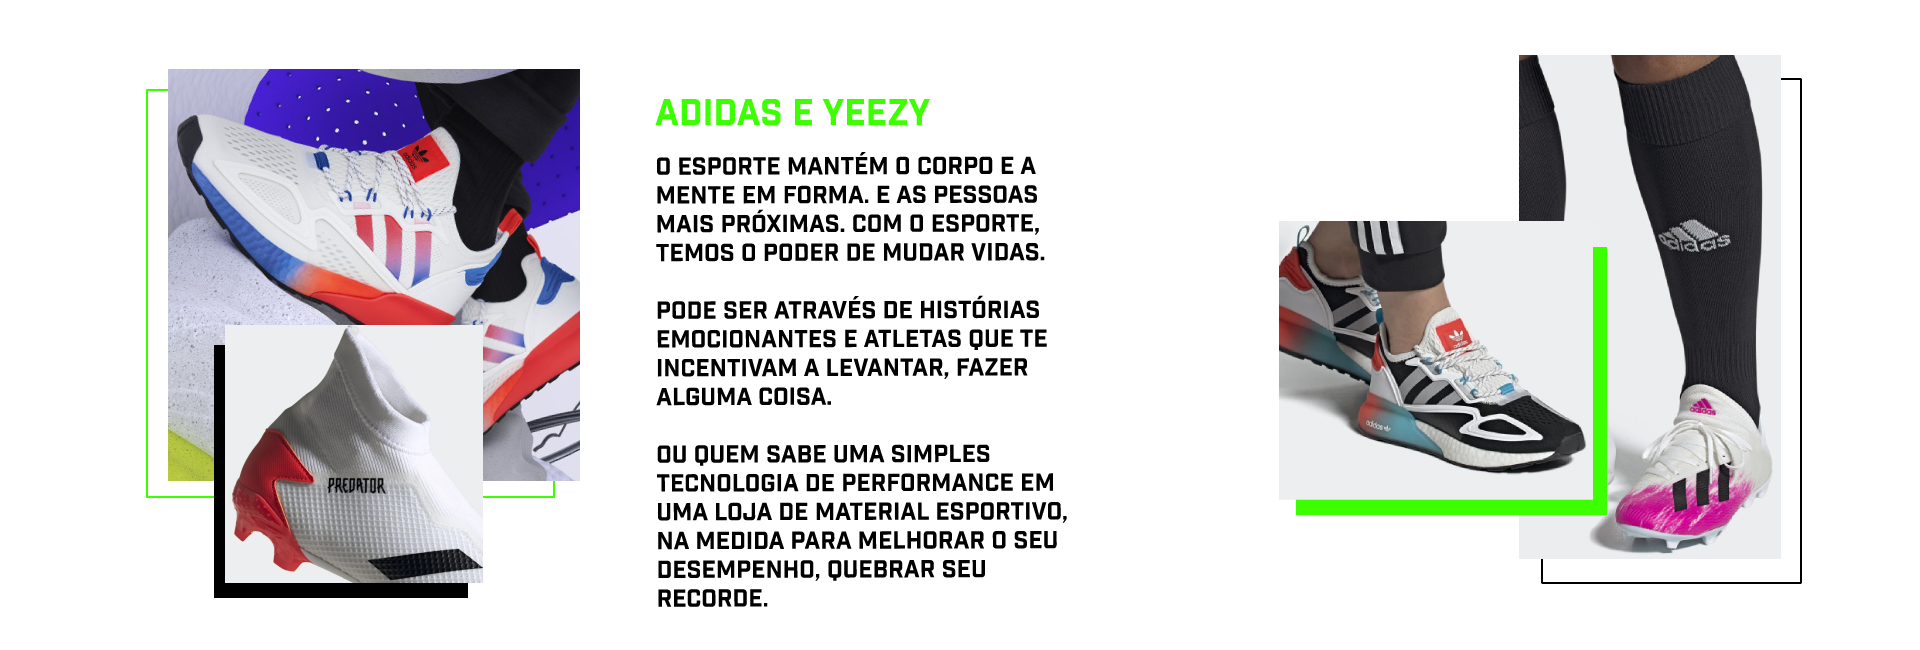 ADIDAS E YEEZY
O ESPORTE MANTÉM O CORPO E A
MENTE EM FORMA. E AS PESSOAS
MAIS PRÓXIMAS. COM O ESPORTE,
TEMOS O PODER DE MUDAR VIDAS.
PODE SER ATRAVÉS DE HISTÓRIAS
EMOCIONANTES E ATLETAS QUE TE
INCENTIVAM A LEVANTAR, FAZER
ALGUMA COISA.
OU QUEM SABE UMA SIMPLES
TECNOLOGIA DE PERFORMANCE EM
UMA LOJA DE MATERIAL ESPORTIVO,
NA MEDIDA PARA MELHORAR O SEU
DESEMPENHO, QUEBRAR SEU
RECORDE.
adidas
PREDATOR
adidas
adidas
adidas
adidas